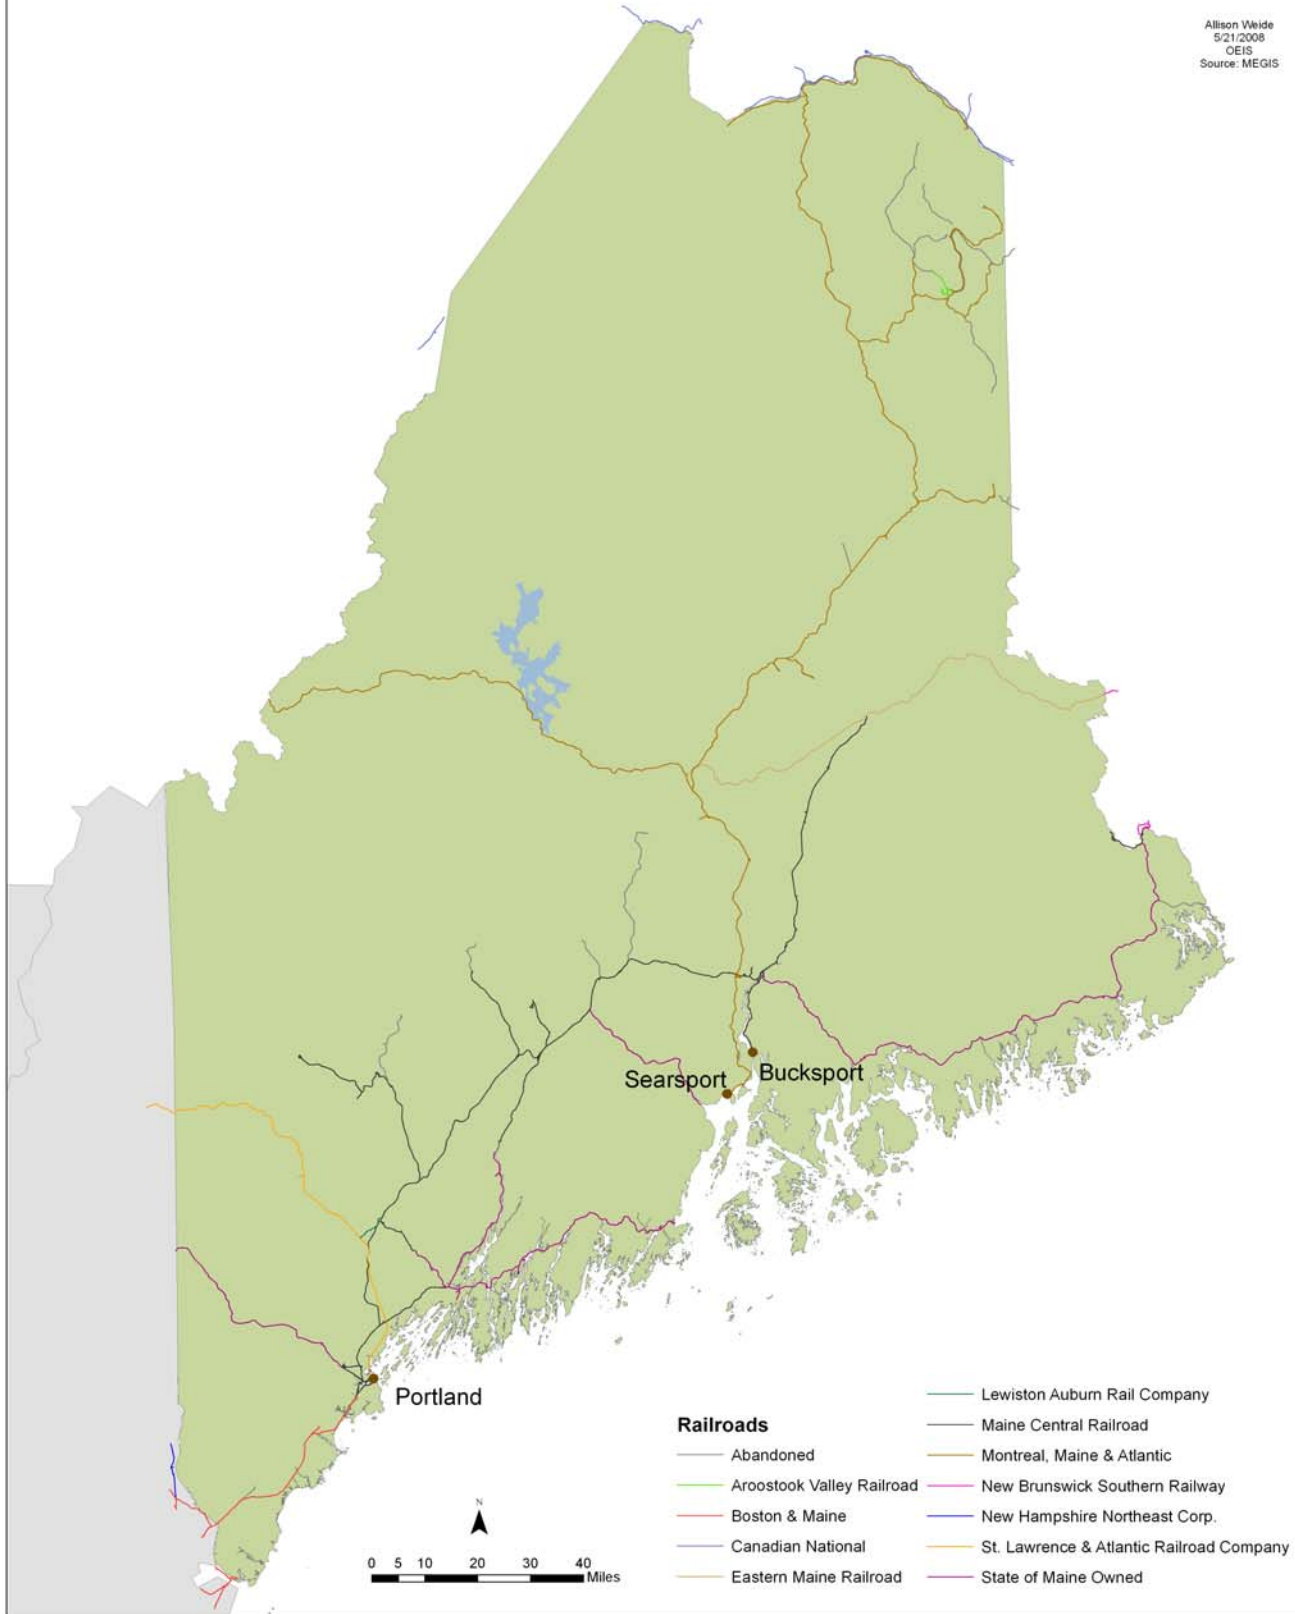 Allison Weide
5/21/2008
OEIS
Source: MEGIS
Searsport
Bucksport
Portland
Railroads
Abandoned
Aroostook Valley Railroad
Boston & Maine
Canadian National
Eastern Maine Railroad
Lewiston Auburn Rail Company
Maine Central Railroad
Montreal, Maine & Atlantic
New Brunswick Southern Railway
New Hampshire Northeast Corp.
St. Lawrence & Atlantic Railroad Company
State of Maine Owned
N
0 5 10 20 30 40
Miles